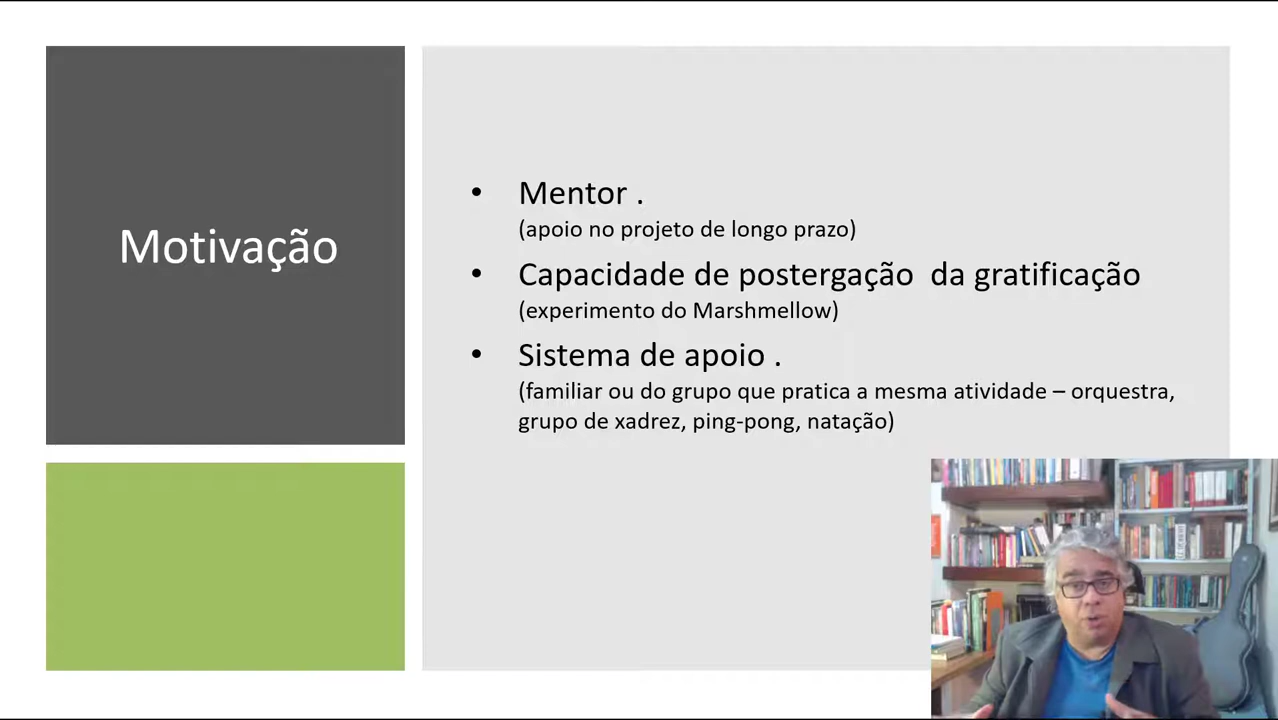 Motivação
• Mentor .
(apoio no projeto de longo prazo)
• Capacidade de postergação da gratificação
(experimento do Marshmellow)
• Sistema de apoio .
(familiar ou do grupo que pratica a mesma atividade – orquestra,
grupo de xadrez, ping-pong, natação)